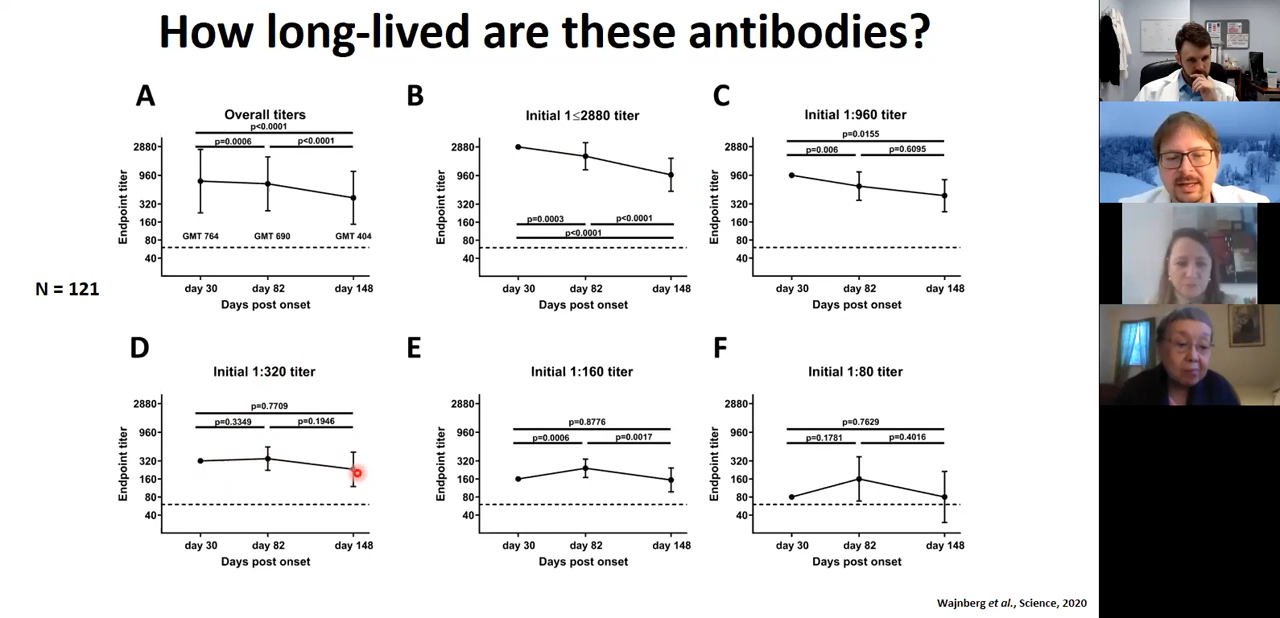 How long-lived are these antibodies?
A
Overall titers
p<0.0001
p=0.0006
p<0.0001
2880
960
320
160
80
40
Endpoint titer
GMT 764
GMT 690
GMT 404
day 30
day 82
day 148
Days post onset
B
Initial 1≤2880 titer
2880
960
320
160
80
40
Endpoint titer
p=0.0003
p<0.0001
p<0.0001
day 30
day 82
day 148
Days post onset
C
Initial 1:960 titer
p=0.0155
p=0.006
p=0.6095
2880
960
320
160
80
40
Endpoint titer
day 30
day 82
day 148
Days post onset
N = 121
D
Initial 1:320 titer
p=0.7709
p=0.3349
p=0.1946
2880
960
320
160
80
40
Endpoint titer
day 30
day 82
day 148
Days post onset
E
Initial 1:160 titer
p=0.8776
p=0.0006
p=0.0017
2880
960
320
160
80
40
Endpoint titer
day 30
day 82
day 148
Days post onset
F
Initial 1:80 titer
p=0.7629
p=0.1781
p=0.4016
2880
960
320
160
80
40
Endpoint titer
day 30
day 82
day 148
Days post onset
Wajnberg et al., Science, 2020